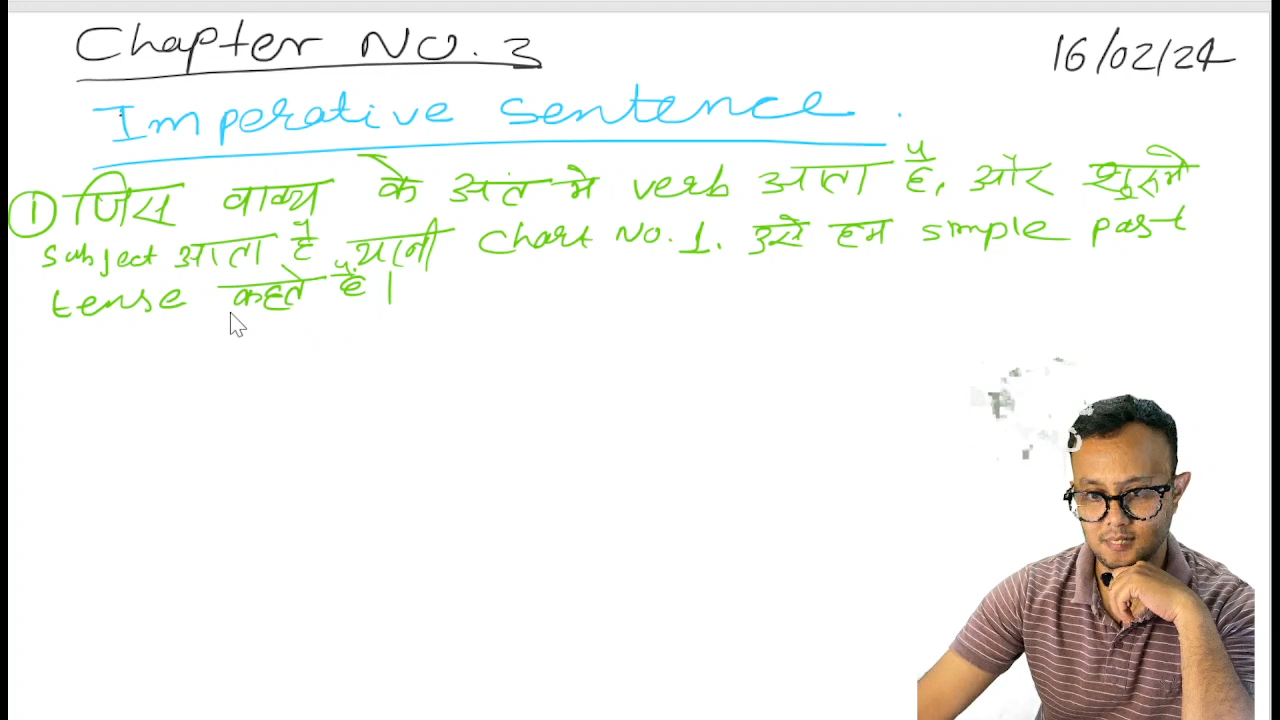 Chapter NO. 3
16/02/24
Imperative sentence.
① जिस वाक्य के अंत मे verb आता है, और शुरुमे
subject आता है यानी Chart No. 1. उसे हम simple past
tense कहते हैं।